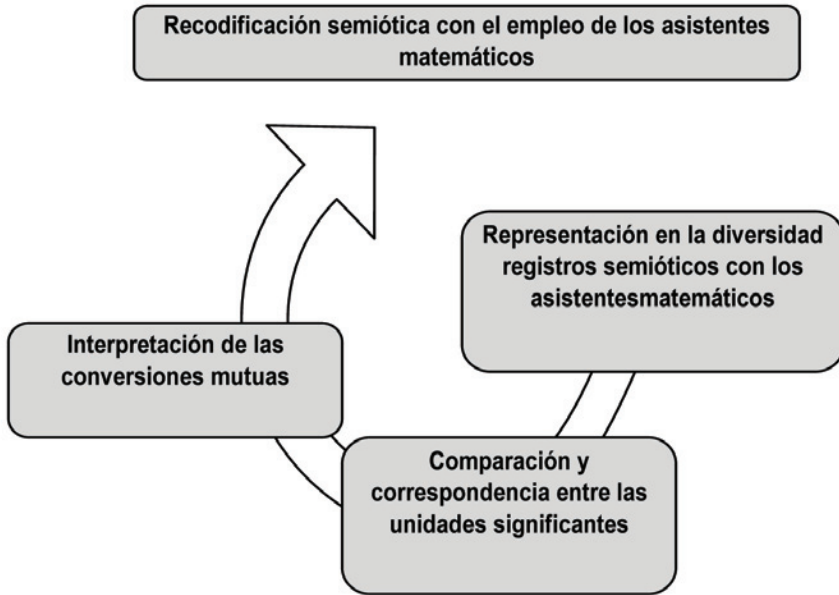 Recodificación semiótica con el empleo de los asistentes
matemáticos
Representación en la diversidad
registros semióticos con los
asistentesmatemáticos
Interpretación de las
conversiones mutuas
Comparación y
correspondencia entre las
unidades significantes